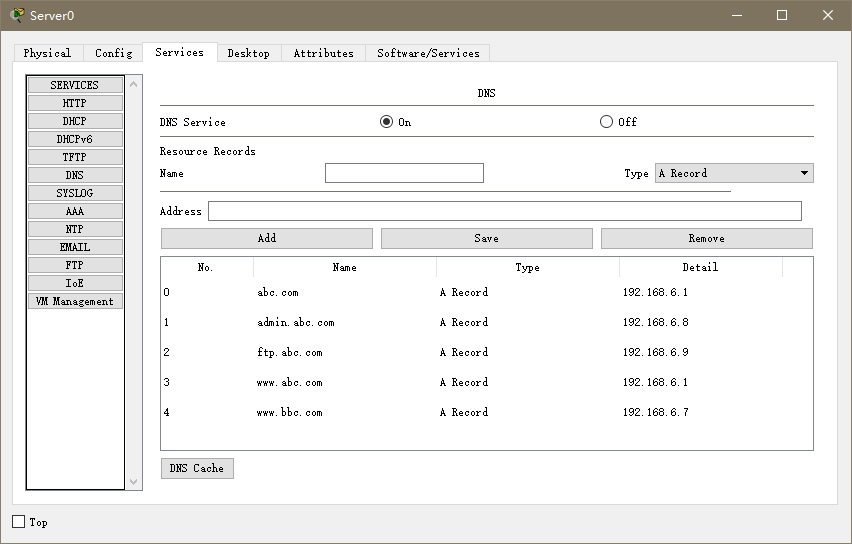 Server0
Physical Config Services Desktop Attributes Software/Services
SERVICES
HTTP
DHCP
DHCPv6
TFTP
DNS
SYSLOG
AAA
NTP
EMAIL
FTP
IoE
VM Management
DNS
DNS Service On Off
Resource Records
Name Type A Record
Address
Add Save Remove
No. Name Type Detail
0 abc.com A Record 192.168.6.1
1 admin.abc.com A Record 192.168.6.8
2 ftp.abc.com A Record 192.168.6.9
3 www.abc.com A Record 192.168.6.1
4 www.bbc.com A Record 192.168.6.7
DNS Cache
Top